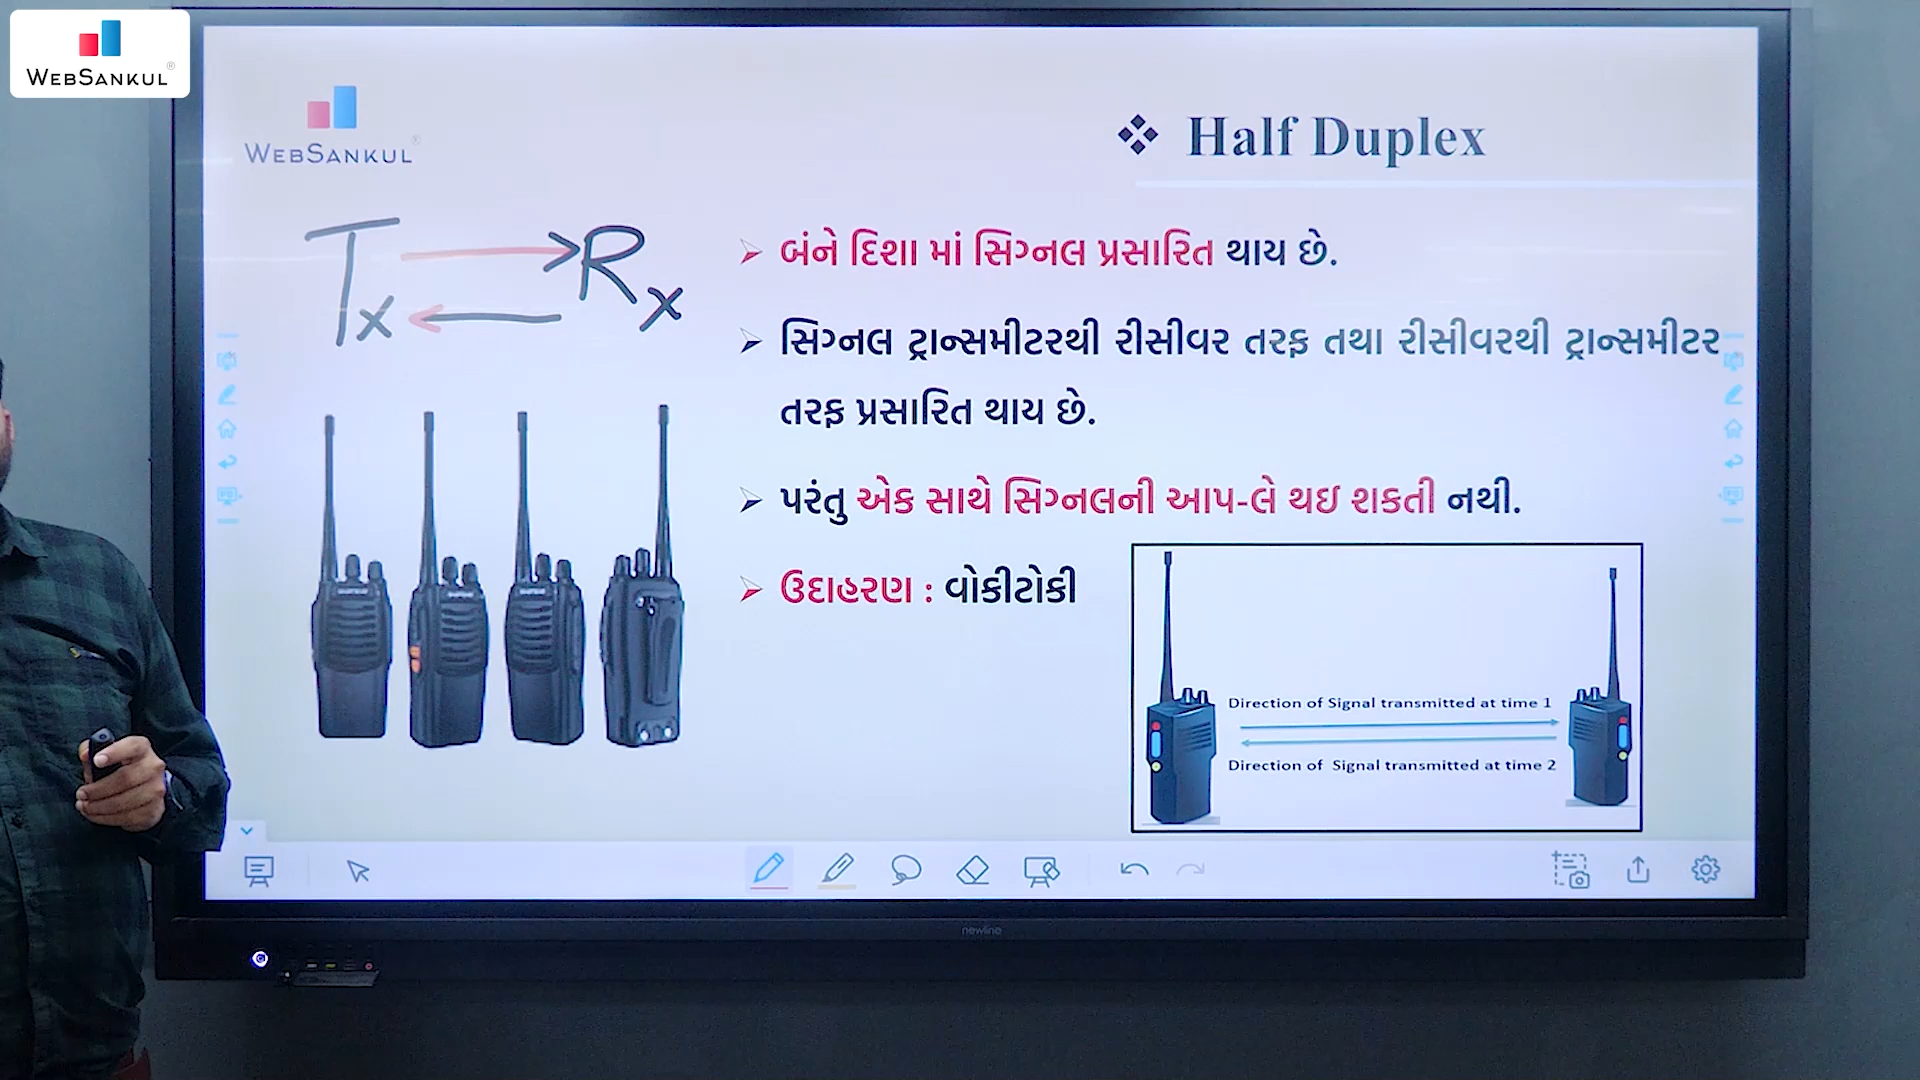 WEBSANKUL®
WEBSANKUL®
❖ Half Duplex
Tx Rx
➢ બંને દિશા માં સિગ્નલ પ્રસારિત થાય છે.
➢ સિગ્નલ ટ્રાન્સમીટરથી રીસીવર તરફ તથા રીસીવરથી ટ્રાન્સમીટર
તરફ પ્રસારિત થાય છે.
➢ પરંતુ એક સાથે સિગ્નલની આપ-લે થઇ શકતી નથી.
➢ ઉદાહરણ : વોકીટોકી
Direction of Signal transmitted at time 1
Direction of Signal transmitted at time 2
newline